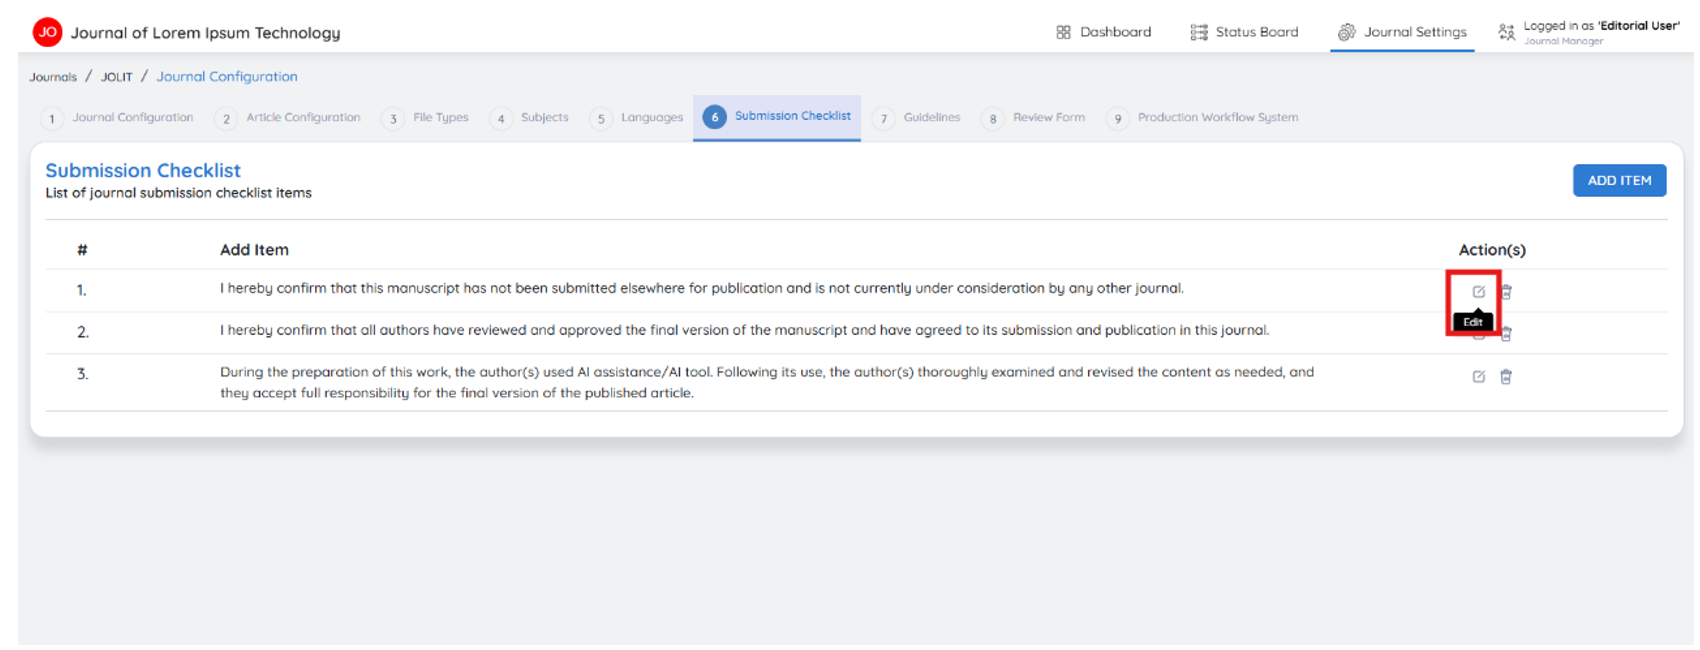 JO Journal of Lorem Ipsum Technology Dashboard Status Board Journal Settings Logged in as 'Editorial User'
Journal Manager
Journals / JOLIT / Journal Configuration
1 Journal Configuration 2 Article Configuration 3 File Types 4 Subjects 5 Languages 6 Submission Checklist 7 Guidelines 8 Review Form 9 Production Workflow System
Submission Checklist
List of journal submission checklist items
ADD ITEM
# Add Item Action(s)
1. I hereby confirm that this manuscript has not been submitted elsewhere for publication and is not currently under consideration by any other journal.
Edit
2. I hereby confirm that all authors have reviewed and approved the final version of the manuscript and have agreed to its submission and publication in this journal.
3. During the preparation of this work, the author(s) used AI assistance/AI tool. Following its use, the author(s) thoroughly examined and revised the content as needed, and
they accept full responsibility for the final version of the published article.